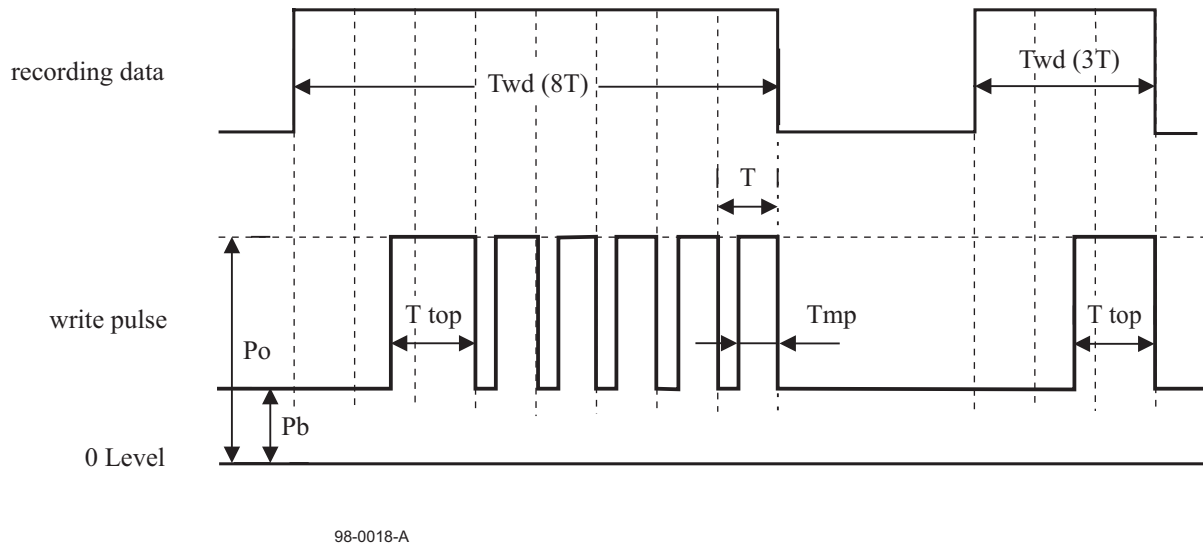 recording data
Twd (8T)
Twd (3T)
T
write pulse
T top
Tmp
T top
Po
Pb
0 Level
98-0018-A